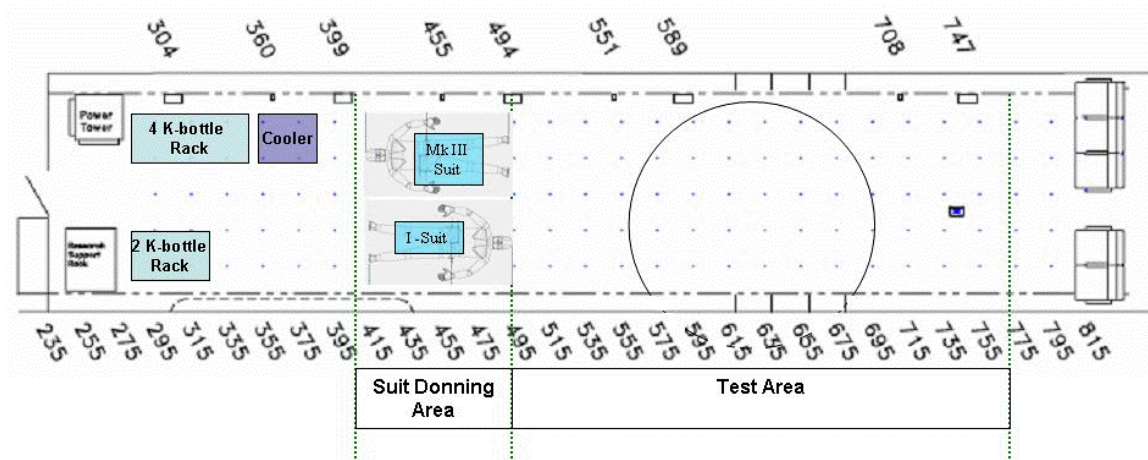 304 360 399 455 494 551 589 708 747
Power
Tower
4 K-bottle
Rack
Cooler
Mk III
Suit
I-Suit
2 K-bottle
Rack
Research
Support
Rack
235 255 275 295 315 335 355 375 395 415 435 455 475 495 515 535 555 575 595 615 635 655 675 695 715 735 755 775 795 815
Suit Donning
Area
Test Area